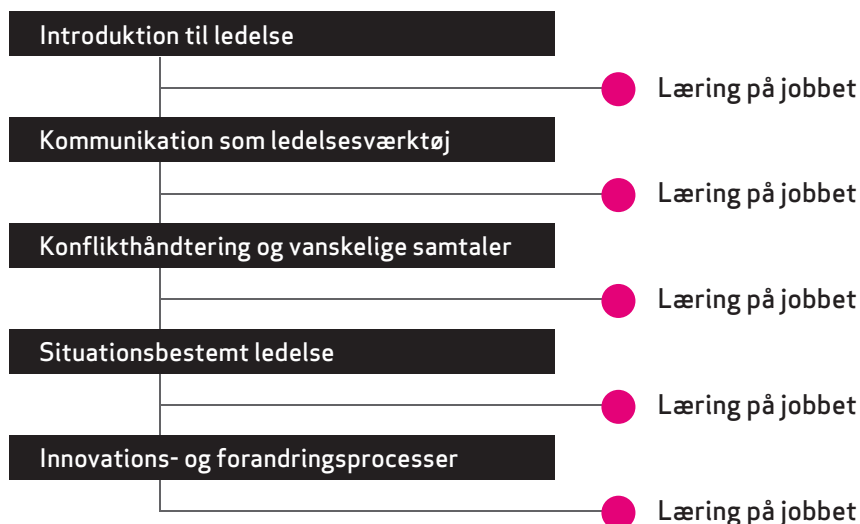 Introduktion til ledelse
Læring på jobbet
Kommunikation som ledelsesværktøj
Læring på jobbet
Konflikthåndtering og vanskelige samtaler
Læring på jobbet
Situationsbestemt ledelse
Læring på jobbet
Innovations- og forandringsprocesser
Læring på jobbet